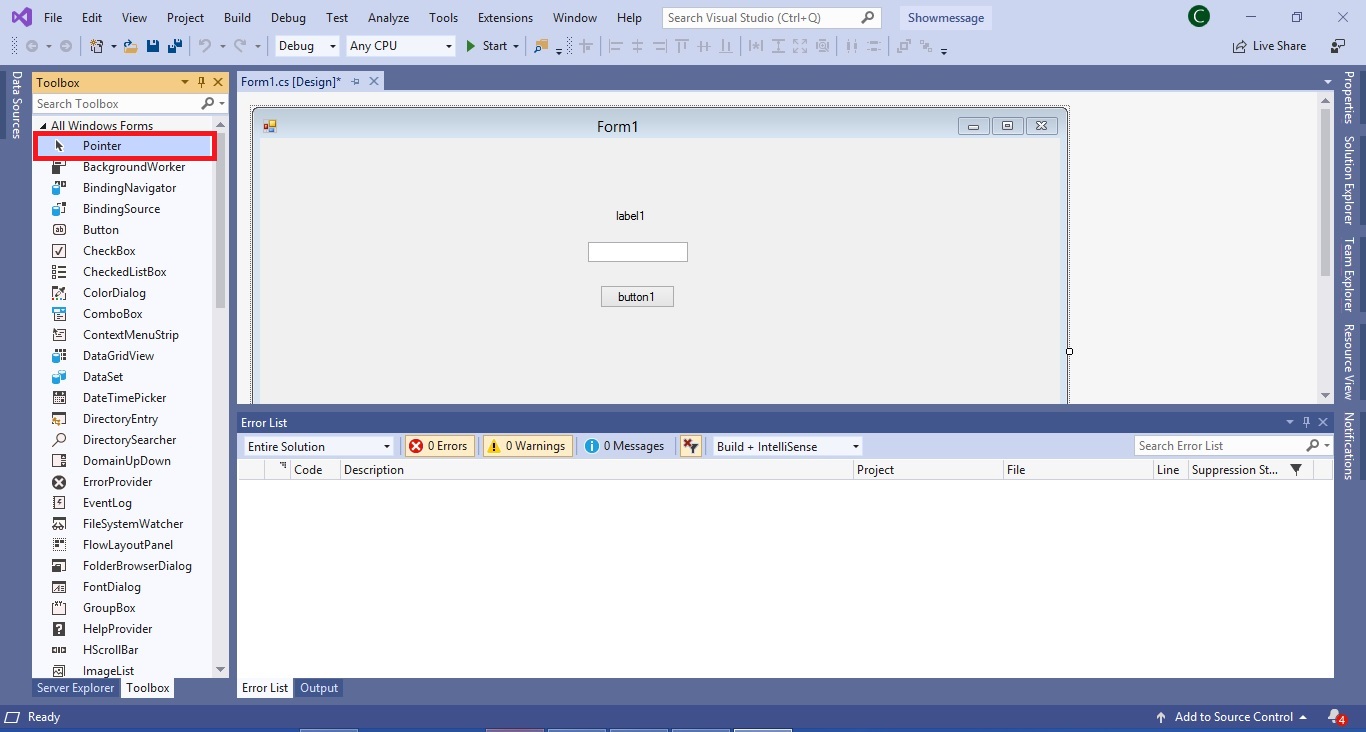 File Edit View Project Build Debug Test Analyze Tools Extensions Window Help Search Visual Studio (Ctrl+Q) Showmessage C
Debug Any CPU Start Live Share
Data Sources
Toolbox
Search Toolbox
All Windows Forms
Pointer
BackgroundWorker
BindingNavigator
BindingSource
Button
CheckBox
CheckedListBox
ColorDialog
ComboBox
ContextMenuStrip
DataGridView
DataSet
DateTimePicker
DirectoryEntry
DirectorySearcher
DomainUpDown
ErrorProvider
EventLog
FileSystemWatcher
FlowLayoutPanel
FolderBrowserDialog
FontDialog
GroupBox
HelpProvider
HScrollBar
ImageList
Server Explorer Toolbox
Form1.cs [Design]*
Form1
label1
button1
Error List
Entire Solution 0 Errors 0 Warnings 0 Messages Build + IntelliSense Search Error List
Code Description Project File Line Suppression St...
Error List Output
Properties
Solution Explorer
Team Explorer
Resource View
Notifications
Ready Add to Source Control 4